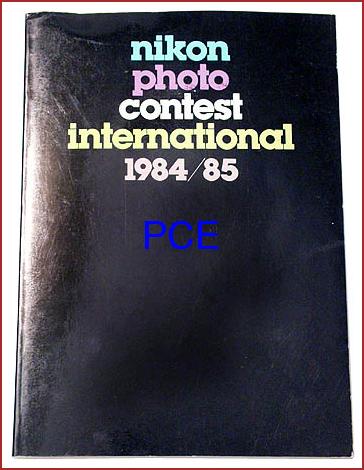 nikon
photo
contest
international
1984/85
PCE